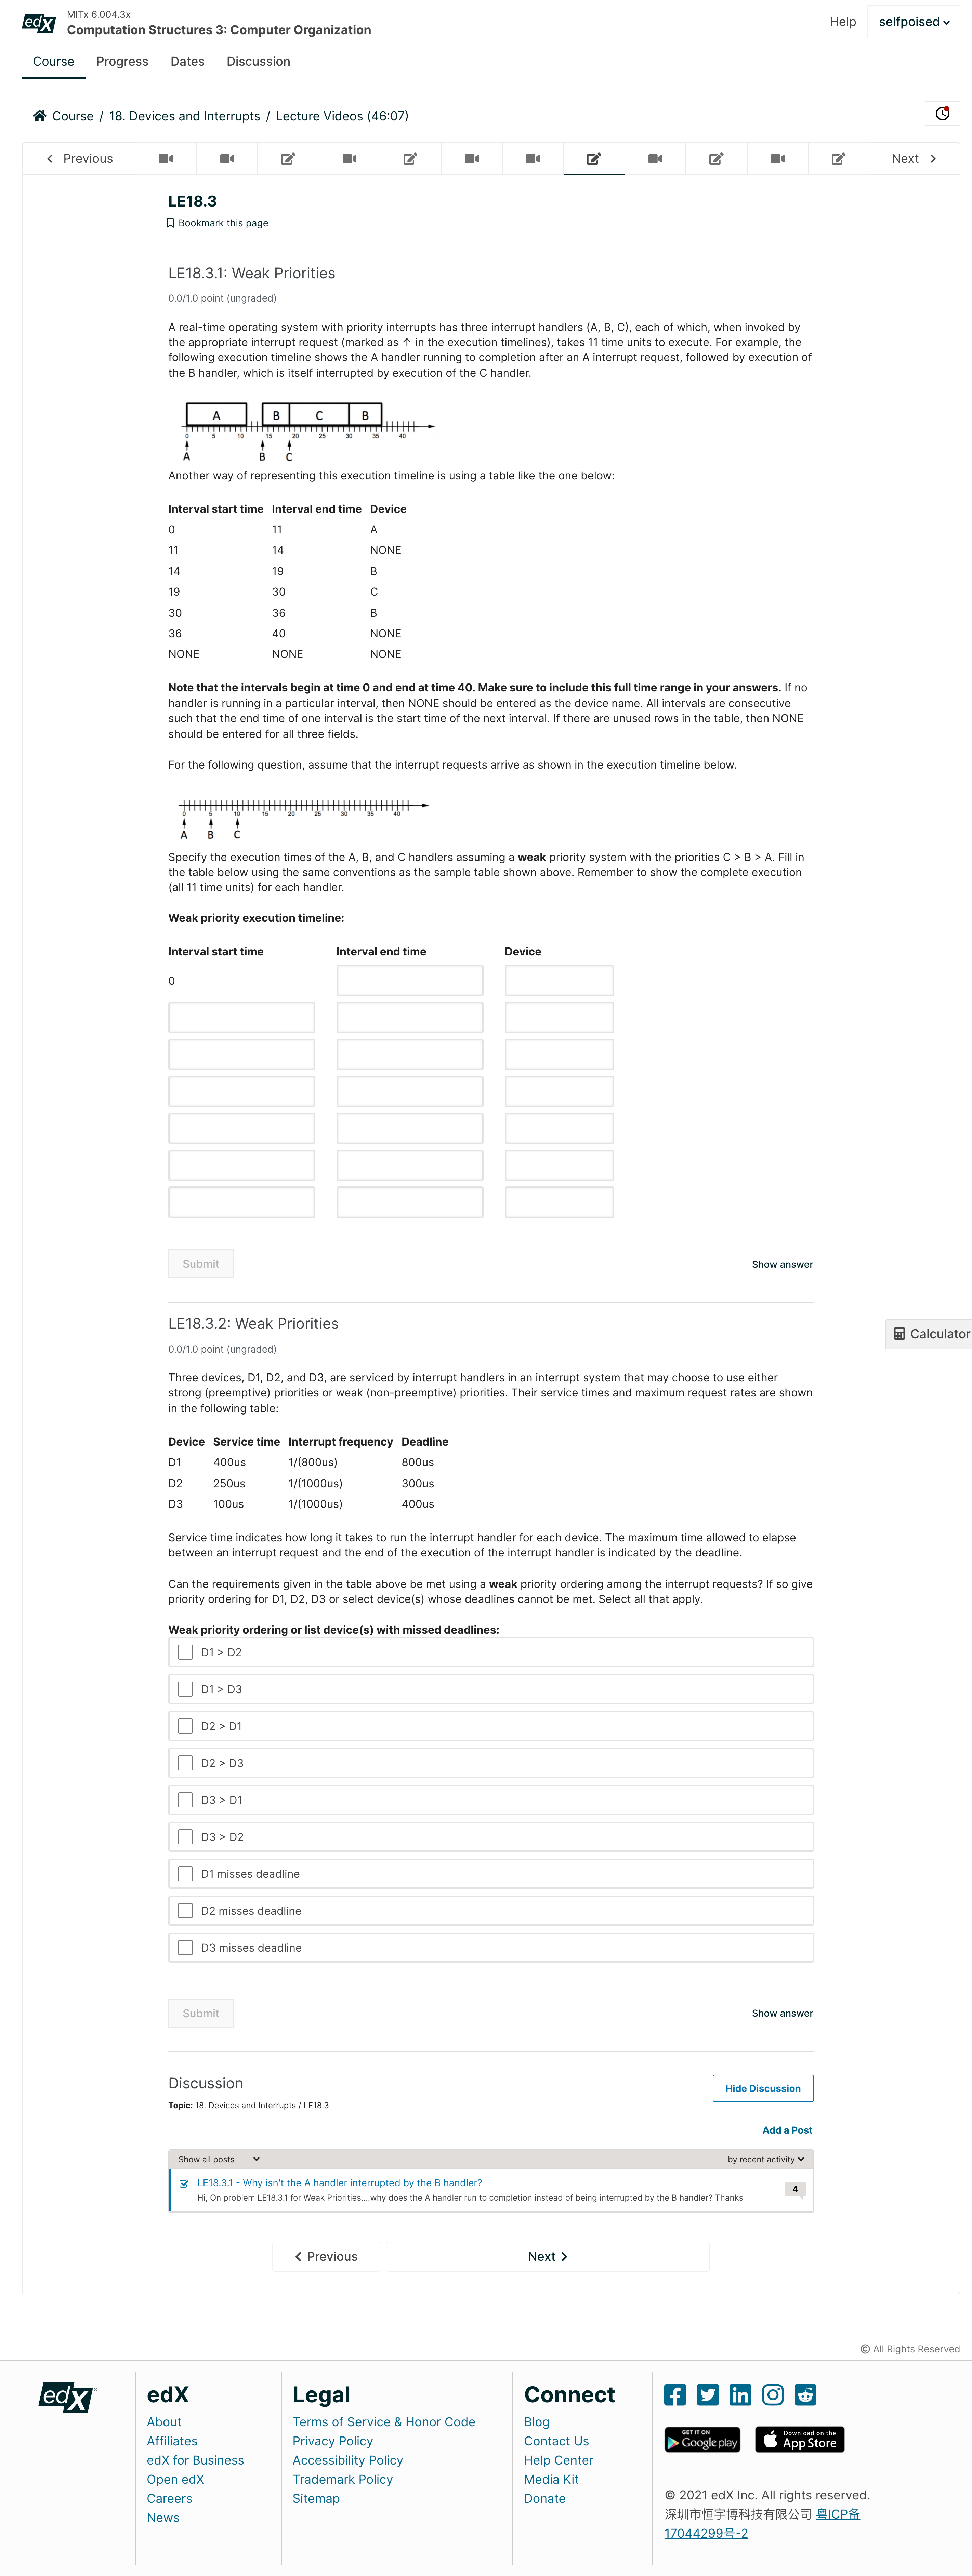 edX
MITx 6.004.3x
Computation Structures 3: Computer Organization
Help
selfpoised
Course
Progress
Dates
Discussion
Course / 18. Devices and Interrupts / Lecture Videos (46:07)
Previous
Next
LE18.3
Bookmark this page
LE18.3.1: Weak Priorities
0.0/1.0 point (ungraded)
A real-time operating system with priority interrupts has three interrupt handlers (A, B, C), each of which, when invoked by
the appropriate interrupt request (marked as ↑ in the execution timelines), takes 11 time units to execute. For example, the
following execution timeline shows the A handler running to completion after an A interrupt request, followed by execution of
the B handler, which is itself interrupted by execution of the C handler.
A B C B
0 5 10 15 20 25 30 35 40
A B C
Another way of representing this execution timeline is using a table like the one below:
Interval start time Interval end time Device
0 11 A
11 14 NONE
14 19 B
19 30 C
30 36 B
36 40 NONE
NONE NONE NONE
Note that the intervals begin at time 0 and end at time 40. Make sure to include this full time range in your answers. If no
handler is running in a particular interval, then NONE should be entered as the device name. All intervals are consecutive
such that the end time of one interval is the start time of the next interval. If there are unused rows in the table, then NONE
should be entered for all three fields.
For the following question, assume that the interrupt requests arrive as shown in the execution timeline below.
0 5 10 15 20 25 30 35 40
A B C
Specify the execution times of the A, B, and C handlers assuming a weak priority system with the priorities C > B > A. Fill in
the table below using the same conventions as the sample table shown above. Remember to show the complete execution
(all 11 time units) for each handler.
Weak priority execution timeline:
Interval start time Interval end time Device
0
Submit
Show answer
LE18.3.2: Weak Priorities
Calculator
0.0/1.0 point (ungraded)
Three devices, D1, D2, and D3, are serviced by interrupt handlers in an interrupt system that may choose to use either
strong (preemptive) priorities or weak (non-preemptive) priorities. Their service times and maximum request rates are shown
in the following table:
Device Service time Interrupt frequency Deadline
D1 400us 1/(800us) 800us
D2 250us 1/(1000us) 300us
D3 100us 1/(1000us) 400us
Service time indicates how long it takes to run the interrupt handler for each device. The maximum time allowed to elapse
between an interrupt request and the end of the execution of the interrupt handler is indicated by the deadline.
Can the requirements given in the table above be met using a weak priority ordering among the interrupt requests? If so give
priority ordering for D1, D2, D3 or select device(s) whose deadlines cannot be met. Select all that apply.
Weak priority ordering or list device(s) with missed deadlines:
D1 > D2
D1 > D3
D2 > D1
D2 > D3
D3 > D1
D3 > D2
D1 misses deadline
D2 misses deadline
D3 misses deadline
Submit
Show answer
Discussion
Hide Discussion
Topic: 18. Devices and Interrupts / LE18.3
Add a Post
Show all posts
by recent activity
LE18.3.1 - Why isn't the A handler interrupted by the B handler?
4
Hi, On problem LE18.3.1 for Weak Priorities....why does the A handler run to completion instead of being interrupted by the B handler? Thanks
Previous
Next
© All Rights Reserved
edX
edX
About
Affiliates
edX for Business
Open edX
Careers
News
Legal
Terms of Service & Honor Code
Privacy Policy
Accessibility Policy
Trademark Policy
Sitemap
Connect
Blog
Contact Us
Help Center
Media Kit
Donate
GET IT ON
Google play
Download on the
App Store
© 2021 edX Inc. All rights reserved.
深圳市恒宇博科技有限公司 粤ICP备
17044299号-2